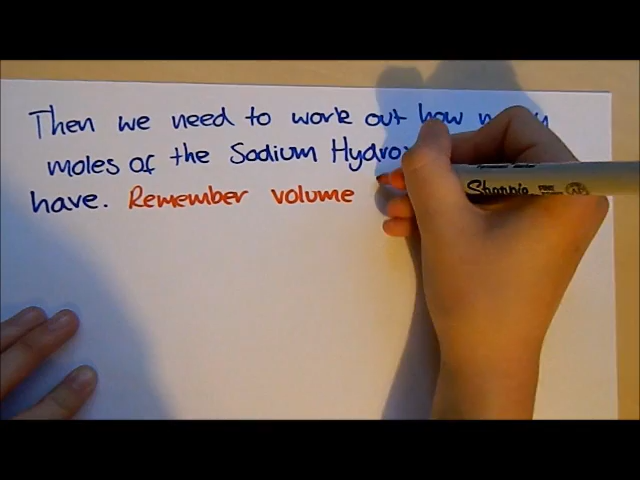 Then we need to work out how
moles of the Sodium
have. Remember volume
Sharpie